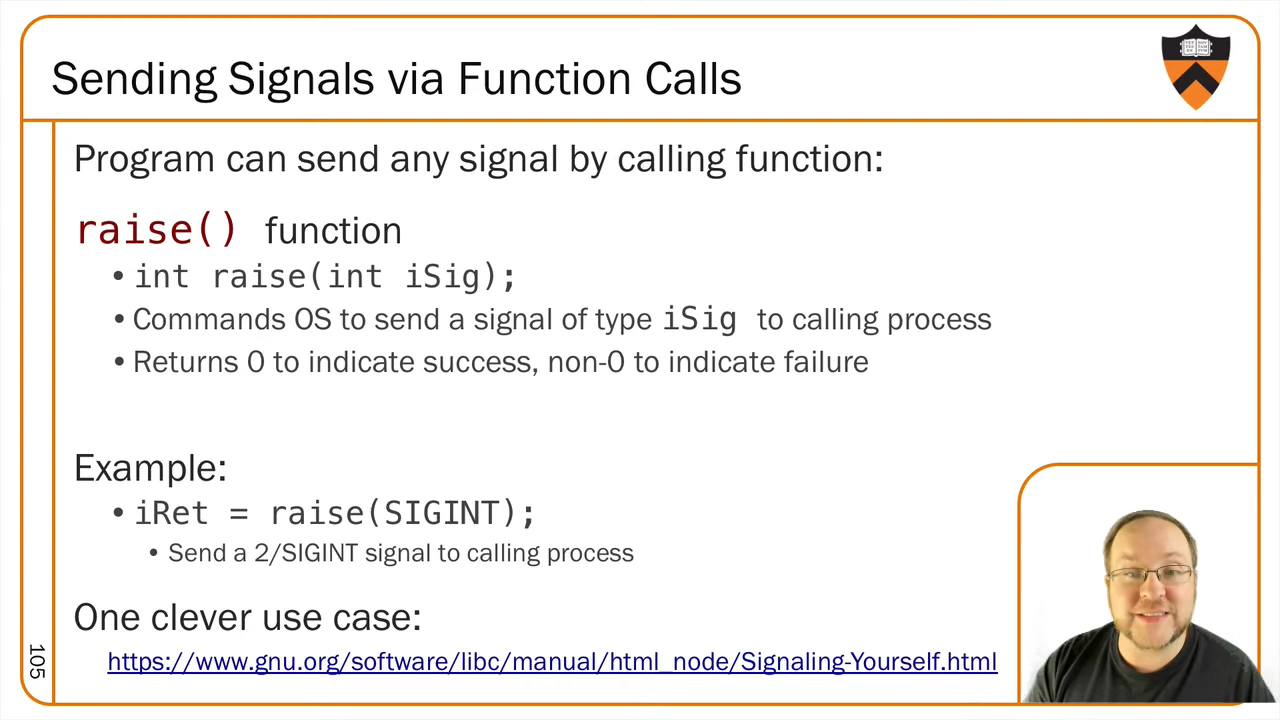 Sending Signals via Function Calls
Program can send any signal by calling function:
raise() function
• int raise(int iSig);
• Commands OS to send a signal of type iSig to calling process
• Returns 0 to indicate success, non-0 to indicate failure
Example:
• iRet = raise(SIGINT);
• Send a 2/SIGINT signal to calling process
One clever use case:
https://www.gnu.org/software/libc/manual/html_node/Signaling-Yourself.html
105